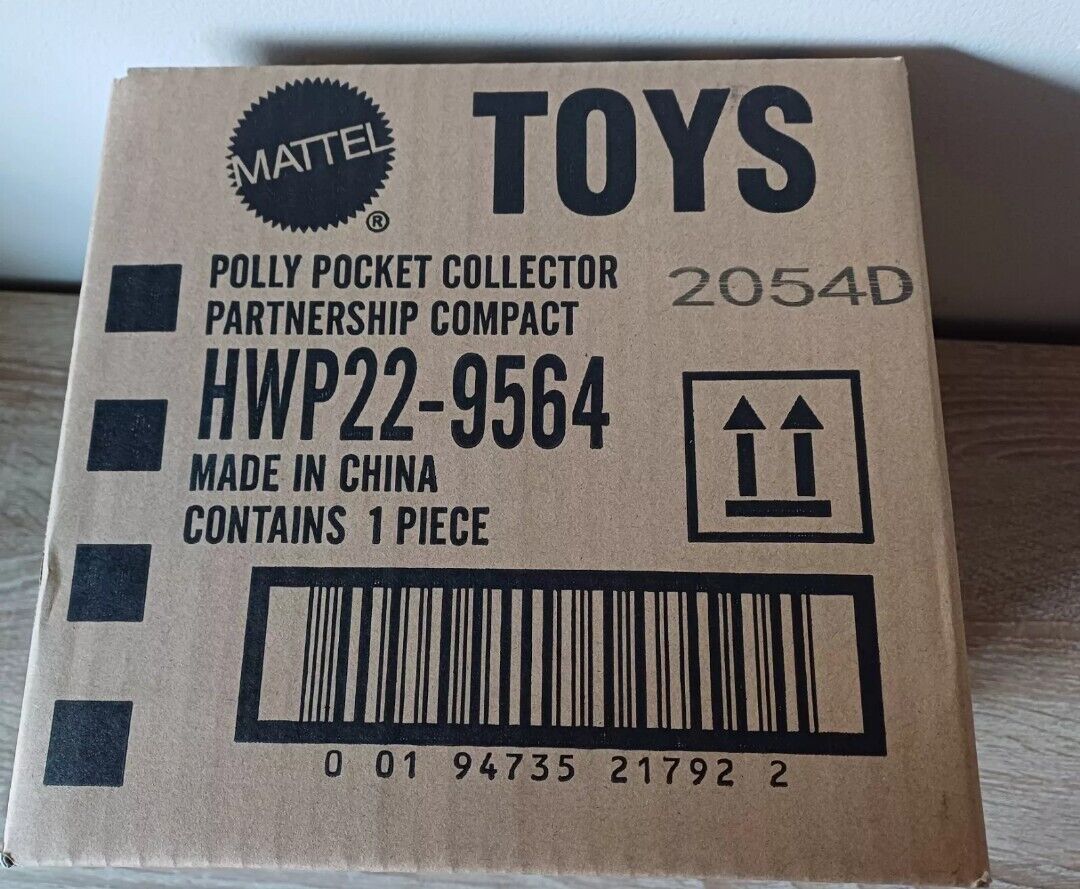 MATTEL ® TOYS
POLLY POCKET COLLECTOR
PARTNERSHIP COMPACT
2054D
HWP22-9564
MADE IN CHINA
CONTAINS 1 PIECE
0 01 94735 21792 2